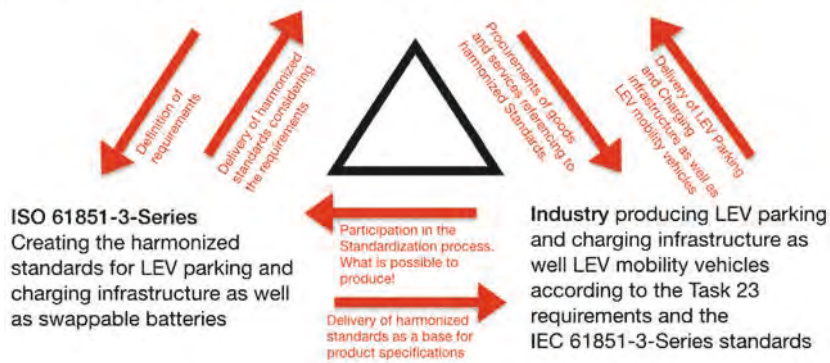 Definition of
requirements
Delivery of harmonized
standards considering
the requirements
Procurements of goods
and services referencing to
harmonized Standards.
Delivery of LEV Parking
and Charging
infrastructure as well as
LEV mobility vehicles
ISO 61851-3-Series
Creating the harmonized
standards for LEV parking and
charging infrastructure as well
as swappable batteries
Participation in the
Standardization process.
What is possible to
produce!
Delivery of harmonized
standards as a base for
product specifications
Industry producing LEV parking
and charging infrastructure as
well LEV mobility vehicles
according to the Task 23
requirements and the
IEC 61851-3-Series standards